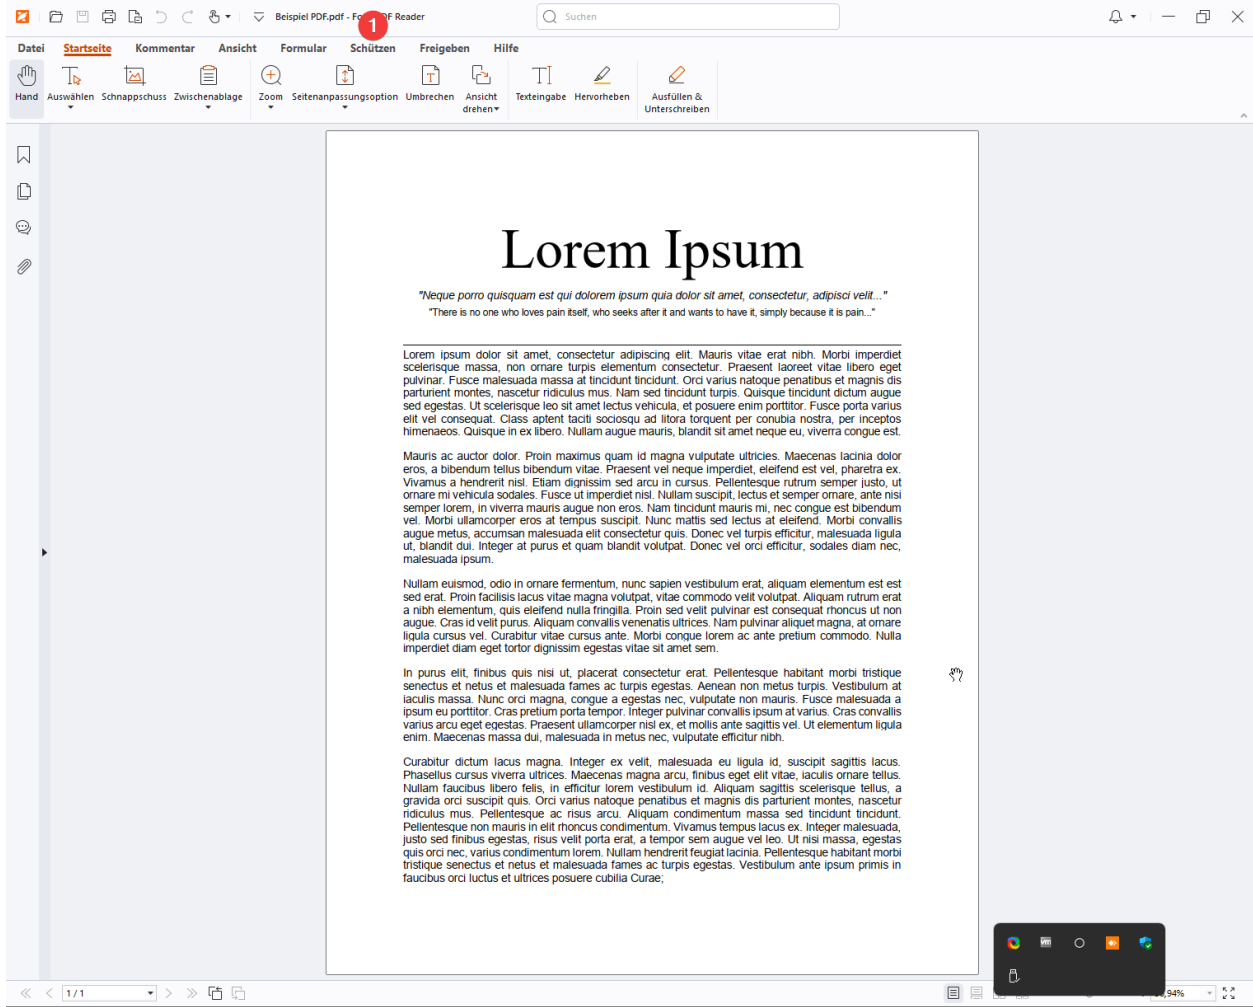 Beispiel PDF.pdf - Fo
DF Reader
1
Suchen
Datei
Startseite
Kommentar
Ansicht
Formular
Schützen
Freigeben
Hilfe
Hand
Auswählen
Schnappschuss
Zwischenablage
Zoom
Seitenanpassungsoption
Umbrechen
Ansicht
drehen
Texteingabe
Hervorheben
Ausfüllen &
Unterschreiben
Lorem Ipsum
"Neque porro quisquam est qui dolorem ipsum quia dolor sit amet, consectetur, adipisci velit..."
"There is no one who loves pain itself, who seeks after it and wants to have it, simply because it is pain..."
Lorem ipsum dolor sit amet, consectetur adipiscing elit. Mauris vitae erat nibh. Morbi imperdiet
scelerisque massa, non ornare turpis elementum consectetur. Praesent laoreet vitae libero eget
pulvinar. Fusce malesuada massa at tincidunt tincidunt. Orci varius natoque penatibus et magnis dis
parturient montes, nascetur ridiculus mus. Nam sed tincidunt turpis. Quisque tincidunt dictum augue
sed egestas. Ut scelerisque leo sit amet lectus vehicula, et posuere enim porttitor. Fusce porta varius
elit vel consequat. Class aptent taciti sociosqu ad litora torquent per conubia nostra, per inceptos
himenaeos. Quisque in ex libero. Nullam augue mauris, blandit sit amet neque eu, viverra congue est.
Mauris ac auctor dolor. Proin maximus quam id magna vulputate ultricies. Maecenas lacinia dolor
eros, a bibendum tellus bibendum vitae. Praesent vel neque imperdiet, eleifend est vel, pharetra ex.
Vivamus a hendrerit nisl. Etiam dignissim sed arcu in cursus. Pellentesque rutrum semper justo, ut
ornare mi vehicula sodales. Fusce ut imperdiet nisl. Nullam suscipit, lectus et semper ornare, ante nisi
semper lorem, in viverra mauris augue non eros. Nam tincidunt mauris mi, nec congue est bibendum
vel. Morbi ullamcorper eros at tempus suscipit. Nunc mattis sed lectus at eleifend. Morbi convallis
augue metus, accumsan malesuada elit consectetur quis. Donec vel turpis efficitur, malesuada ligula
ut, blandit dui. Integer at purus et quam blandit volutpat. Donec vel orci efficitur, sodales diam nec,
malesuada ipsum.
Nullam euismod, odio in ornare fermentum, nunc sapien vestibulum erat, aliquam elementum est est
sed erat. Proin facilisis lacus vitae magna volutpat, vitae commodo velit volutpat. Aliquam rutrum erat
a nibh elementum, quis eleifend nulla fringilla. Proin sed velit pulvinar est consequat rhoncus ut non
augue. Cras id velit purus. Aliquam convallis venenatis ultrices. Nam pulvinar aliquet magna, at ornare
ligula cursus vel. Curabitur vitae cursus ante. Morbi congue lorem ac ante pretium commodo. Nulla
imperdiet diam eget tortor dignissim egestas vitae sit amet sem.
In purus elit, finibus quis nisi ut, placerat consectetur erat. Pellentesque habitant morbi tristique
senectus et netus et malesuada fames ac turpis egestas. Aenean non metus turpis. Vestibulum at
iaculis massa. Nunc orci magna, congue a egestas nec, vulputate non mauris. Fusce malesuada a
ipsum eu porttitor. Cras pretium porta tempor. Integer pulvinar convallis ipsum at varius. Cras convallis
varius arcu eget egestas. Praesent ullamcorper nisl ex, et mollis ante sagittis vel. Ut elementum ligula
enim. Maecenas massa dui, malesuada in metus nec, vulputate efficitur nibh.
Curabitur dictum lacus magna. Integer ex velit, malesuada eu ligula id, suscipit sagittis lacus.
Phasellus cursus viverra ultrices. Maecenas magna arcu, finibus eget elit vitae, iaculis ornare tellus.
Nullam faucibus libero felis, in efficitur lorem vestibulum id. Aliquam sagittis scelerisque tellus, a
gravida orci suscipit quis. Orci varius natoque penatibus et magnis dis parturient montes, nascetur
ridiculus mus. Pellentesque ac risus arcu. Aliquam condimentum massa sed tincidunt tincidunt.
Pellentesque non mauris in elit rhoncus condimentum. Vivamus tempus lacus ex. Integer malesuada,
justo sed finibus egestas, risus velit porta erat, a tempor sem augue vel leo. Ut nisi massa, egestas
quis orci nec, varius condimentum lorem. Nullam hendrerit feugiat lacinia. Pellentesque habitant morbi
tristique senectus et netus et malesuada fames ac turpis egestas. Vestibulum ante ipsum primis in
faucibus orci luctus et ultrices posuere cubilia Curae;
vm
1 / 1
,94%